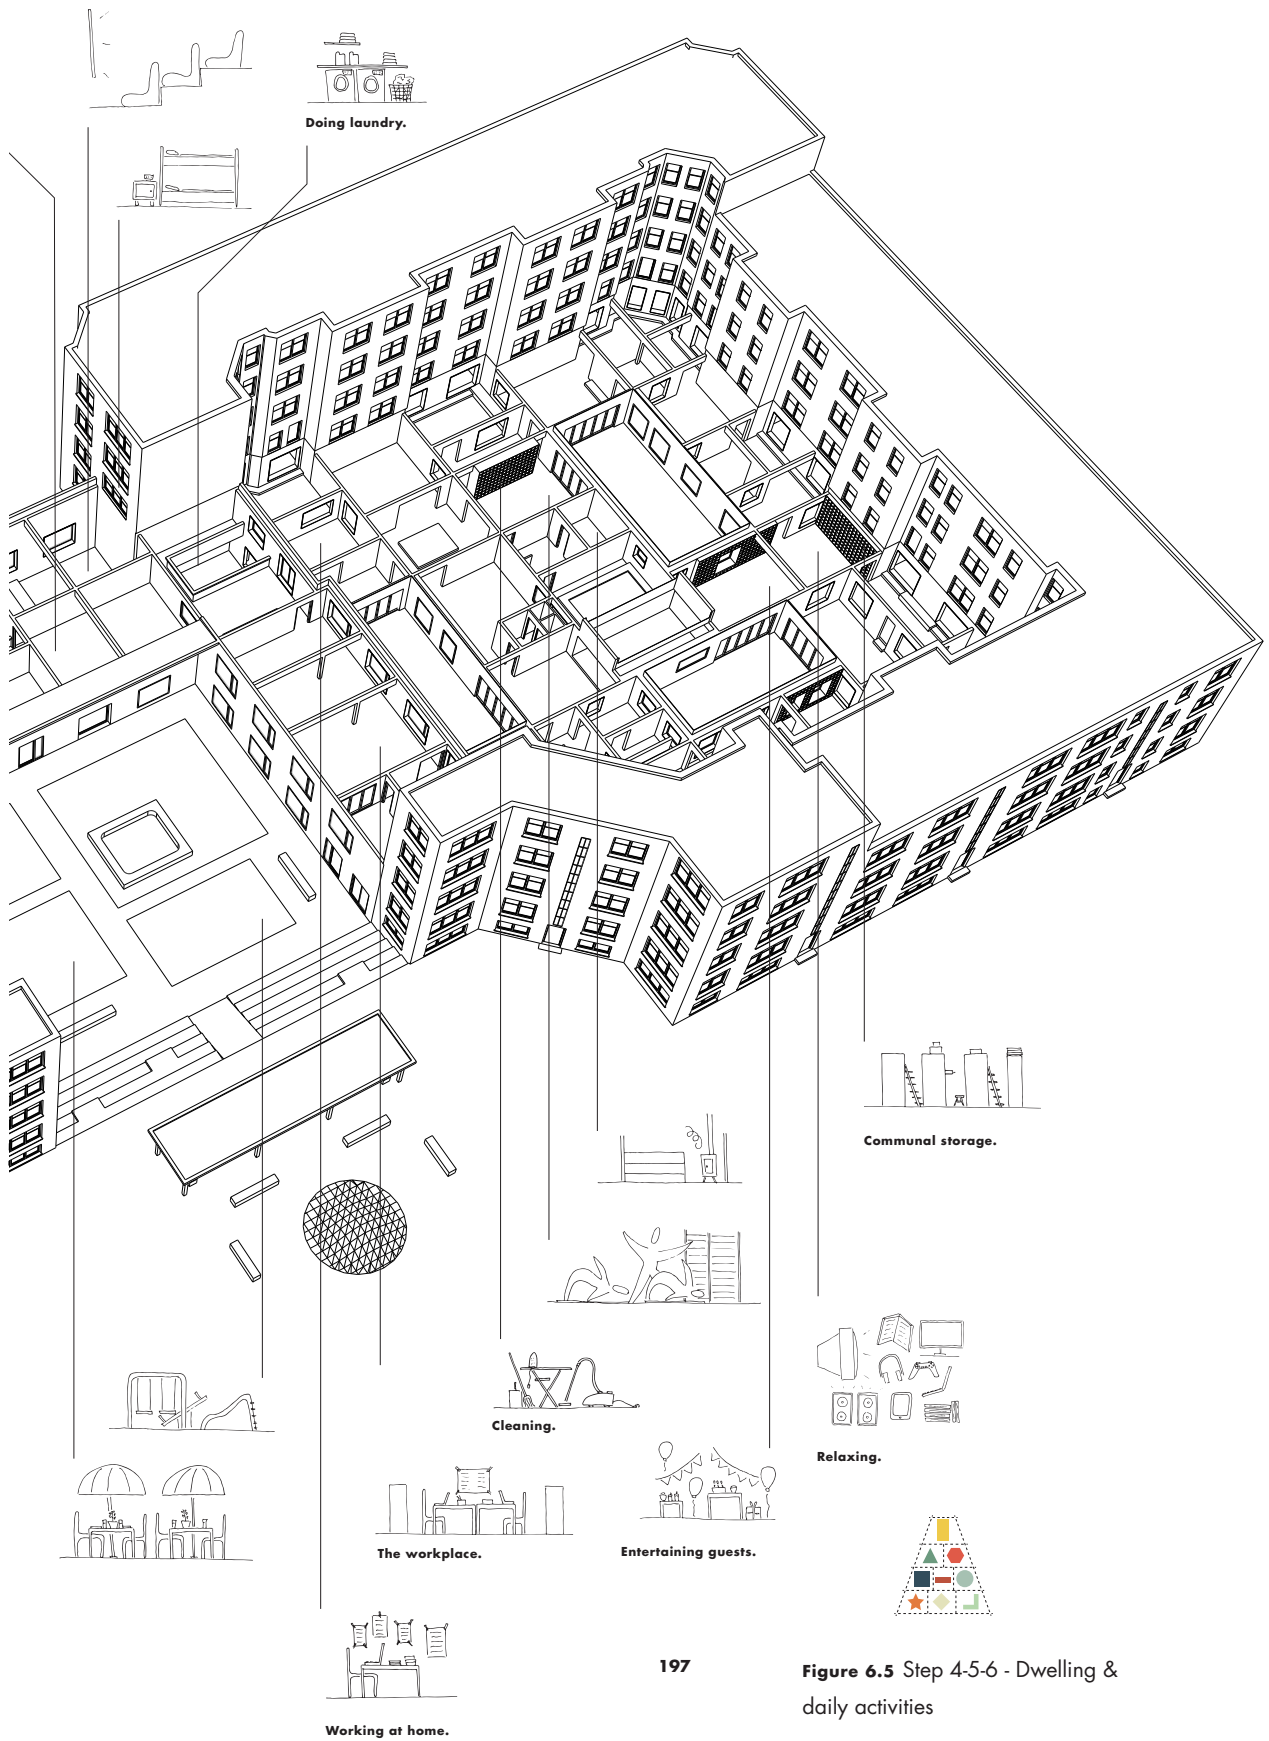 Doing laundry.
Communal storage.
Cleaning.
Relaxing.
The workplace.
Entertaining guests.
197
Figure 6.5 Step 4-5-6 - Dwelling &
daily activities
Working at home.